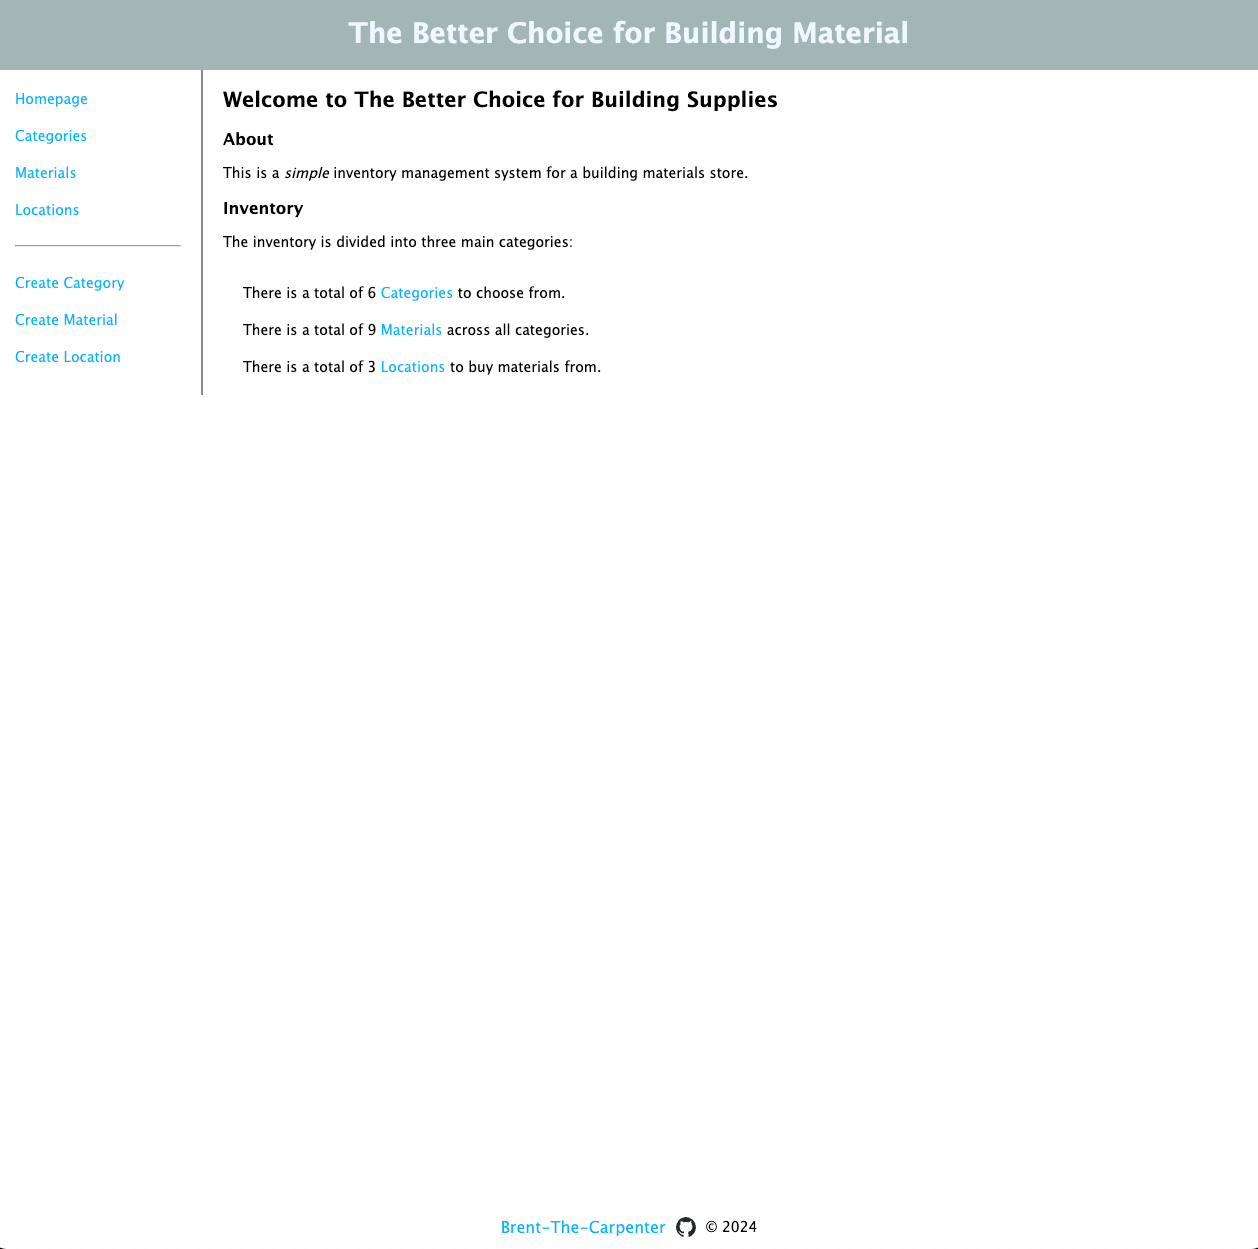 The Better Choice for Building Material
Homepage
Categories
Materials
Locations
Create Category
Create Material
Create Location
Welcome to The Better Choice for Building Supplies
About
This is a simple inventory management system for a building materials store.
Inventory
The inventory is divided into three main categories:
There is a total of 6 Categories to choose from.
There is a total of 9 Materials across all categories.
There is a total of 3 Locations to buy materials from.
Brent-The-Carpenter © 2024